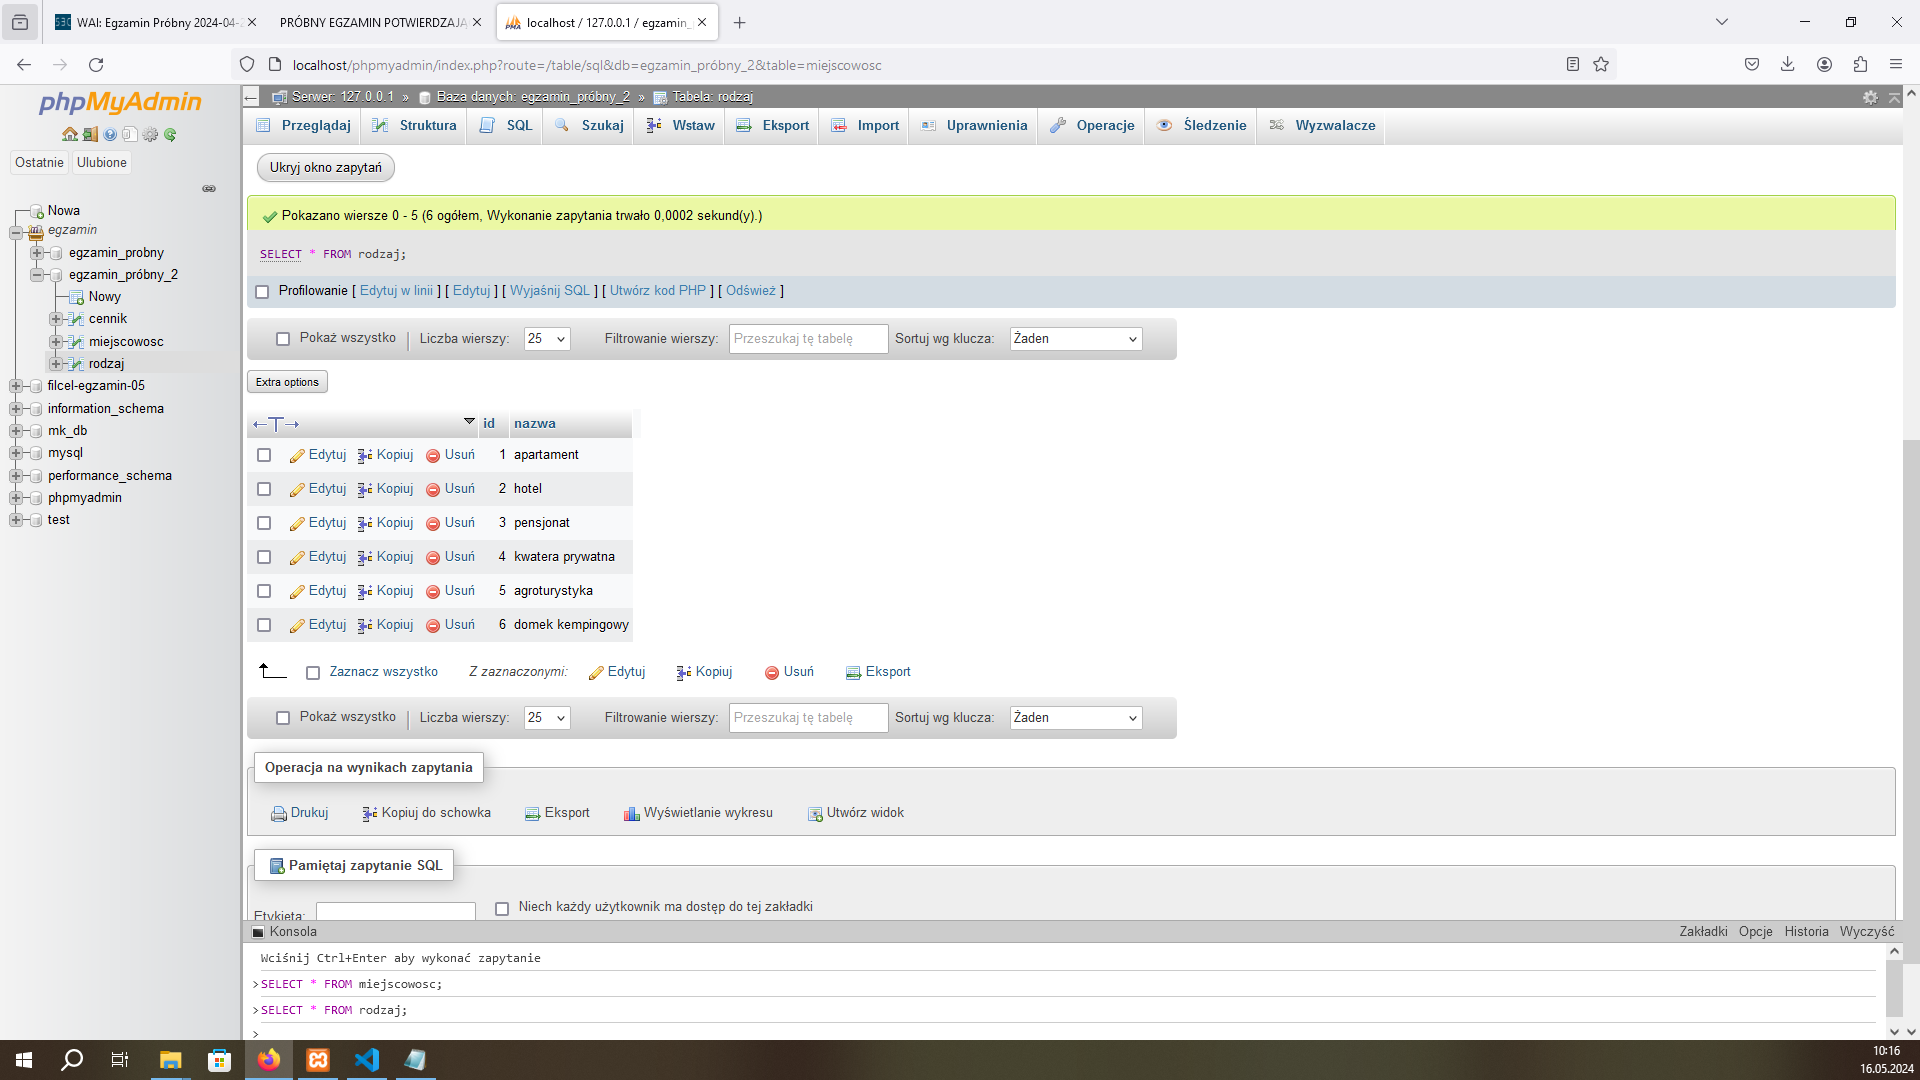 WAI: Egzamin Próbny 2024-04-
PRÓBNY EGZAMIN POTWIERDZAJĄ
localhost / 127.0.0.1 / egzamin_
localhost/phpmyadmin/index.php?route=/table/sql&db=egzamin_próbny_2&table=miejscowosc
phpMyAdmin
Ostatnie Ulubione
Nowa
egzamin
egzamin_probny
egzamin_próbny_2
Nowy
cennik
miejscowosc
rodzaj
filcel-egzamin-05
information_schema
mk_db
mysql
performance_schema
phpmyadmin
test
Serwer: 127.0.0.1 » Baza danych: egzamin_próbny_2 » Tabela: rodzaj
Przeglądaj Struktura SQL Szukaj Wstaw Eksport Import Uprawnienia Operacje Śledzenie Wyzwalacze
Ukryj okno zapytań
Pokazano wiersze 0 - 5 (6 ogółem, Wykonanie zapytania trwało 0,0002 sekund(y).)
SELECT * FROM rodzaj;
Profilowanie [ Edytuj w linii ] [ Edytuj ] [ Wyjaśnij SQL ] [ Utwórz kod PHP ] [ Odśwież ]
Pokaż wszystko | Liczba wierszy: 25 Filtrowanie wierszy: Przeszukaj tę tabelę Sortuj wg klucza: Żaden
Extra options
←T→ id nazwa
Edytuj Kopiuj Usuń 1 apartament
Edytuj Kopiuj Usuń 2 hotel
Edytuj Kopiuj Usuń 3 pensjonat
Edytuj Kopiuj Usuń 4 kwatera prywatna
Edytuj Kopiuj Usuń 5 agroturystyka
Edytuj Kopiuj Usuń 6 domek kempingowy
Zaznacz wszystko Z zaznaczonymi: Edytuj Kopiuj Usuń Eksport
Pokaż wszystko | Liczba wierszy: 25 Filtrowanie wierszy: Przeszukaj tę tabelę Sortuj wg klucza: Żaden
Operacja na wynikach zapytania
Drukuj Kopiuj do schowka Eksport Wyświetlanie wykresu Utwórz widok
Pamiętaj zapytanie SQL
Etykieta: Niech każdy użytkownik ma dostęp do tej zakładki
Konsola Zakładki Opcje Historia Wyczyść
Wciśnij Ctrl+Enter aby wykonać zapytanie
>SELECT * FROM miejscowosc;
>SELECT * FROM rodzaj;
>
10:16
16.05.2024